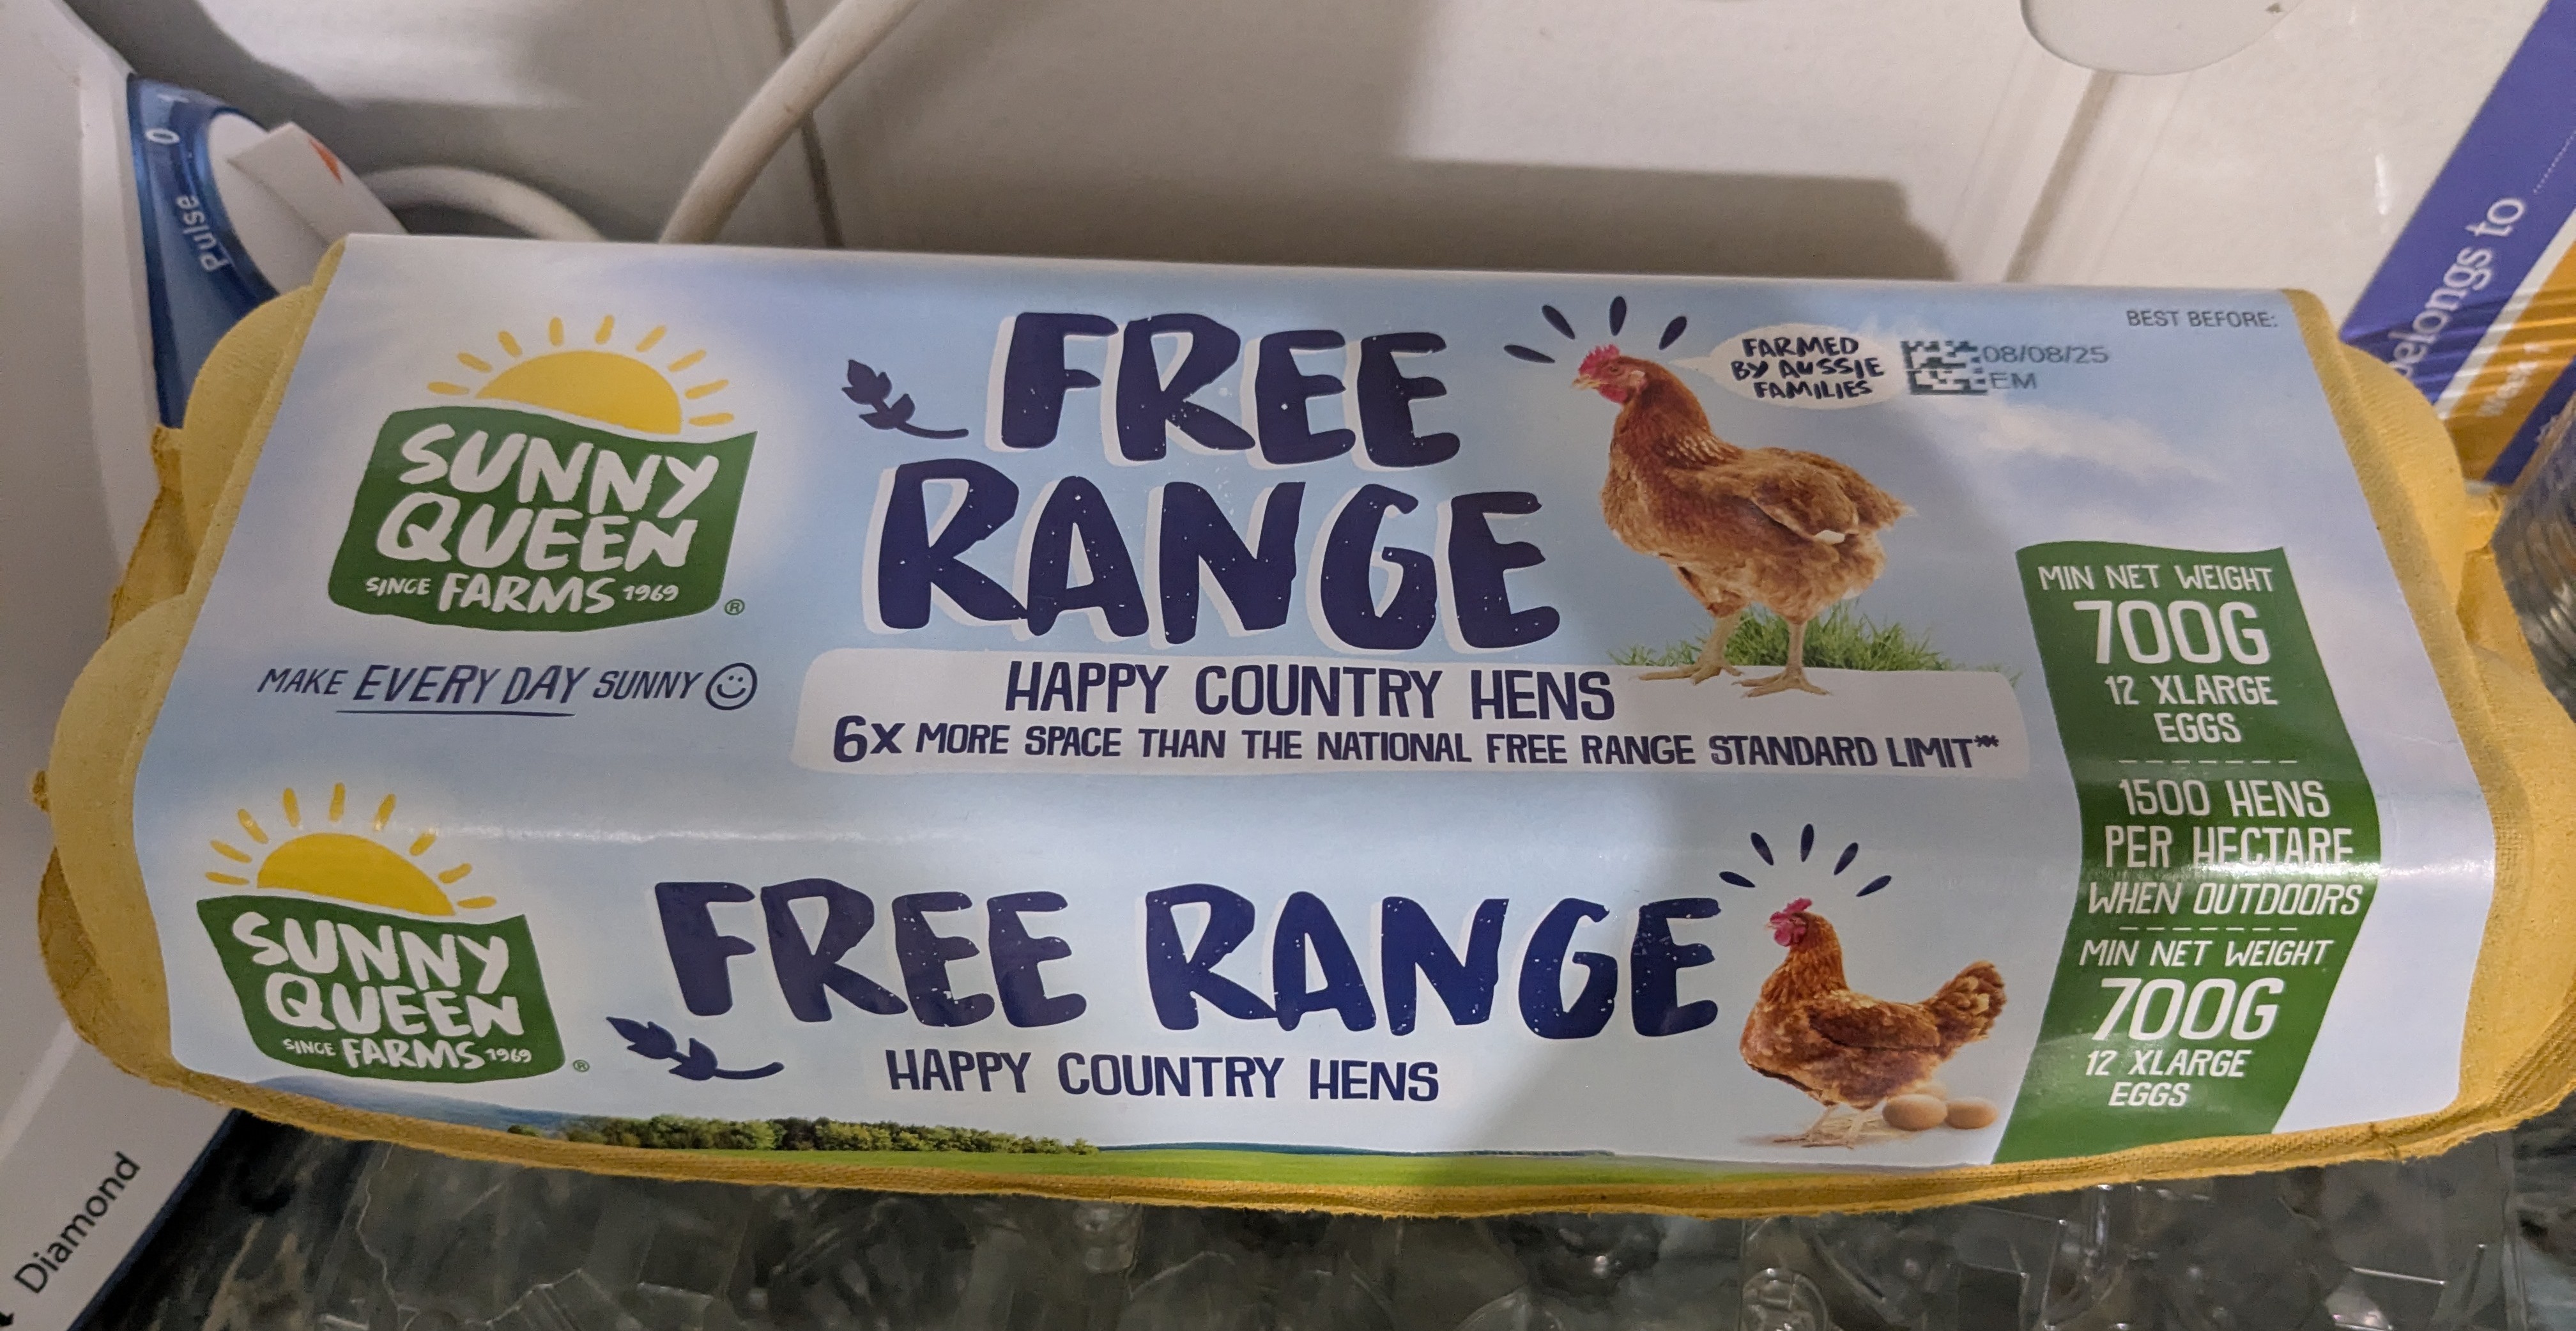 0
Pulse
Diamond
Belongs to
SUNNY
QUEEN
SINCE FARMS 1969
®
MAKE EVERY DAY SUNNY
FREE
RANGE
HAPPY COUNTRY HENS
6X MORE SPACE THAN THE NATIONAL FREE RANGE STANDARD LIMIT**
FARMED
BY AUSSIE
FAMILIES
BEST BEFORE:
08/08/25
EM
MIN NET WEIGHT
700G
12 XLARGE
EGGS
1500 HENS
PER HECTARE
WHEN OUTDOORS
SUNNY
QUEEN
SINCE FARMS 1969
®
FREE RANGE
HAPPY COUNTRY HENS
MIN NET WEIGHT
700G
12 XLARGE
EGGS